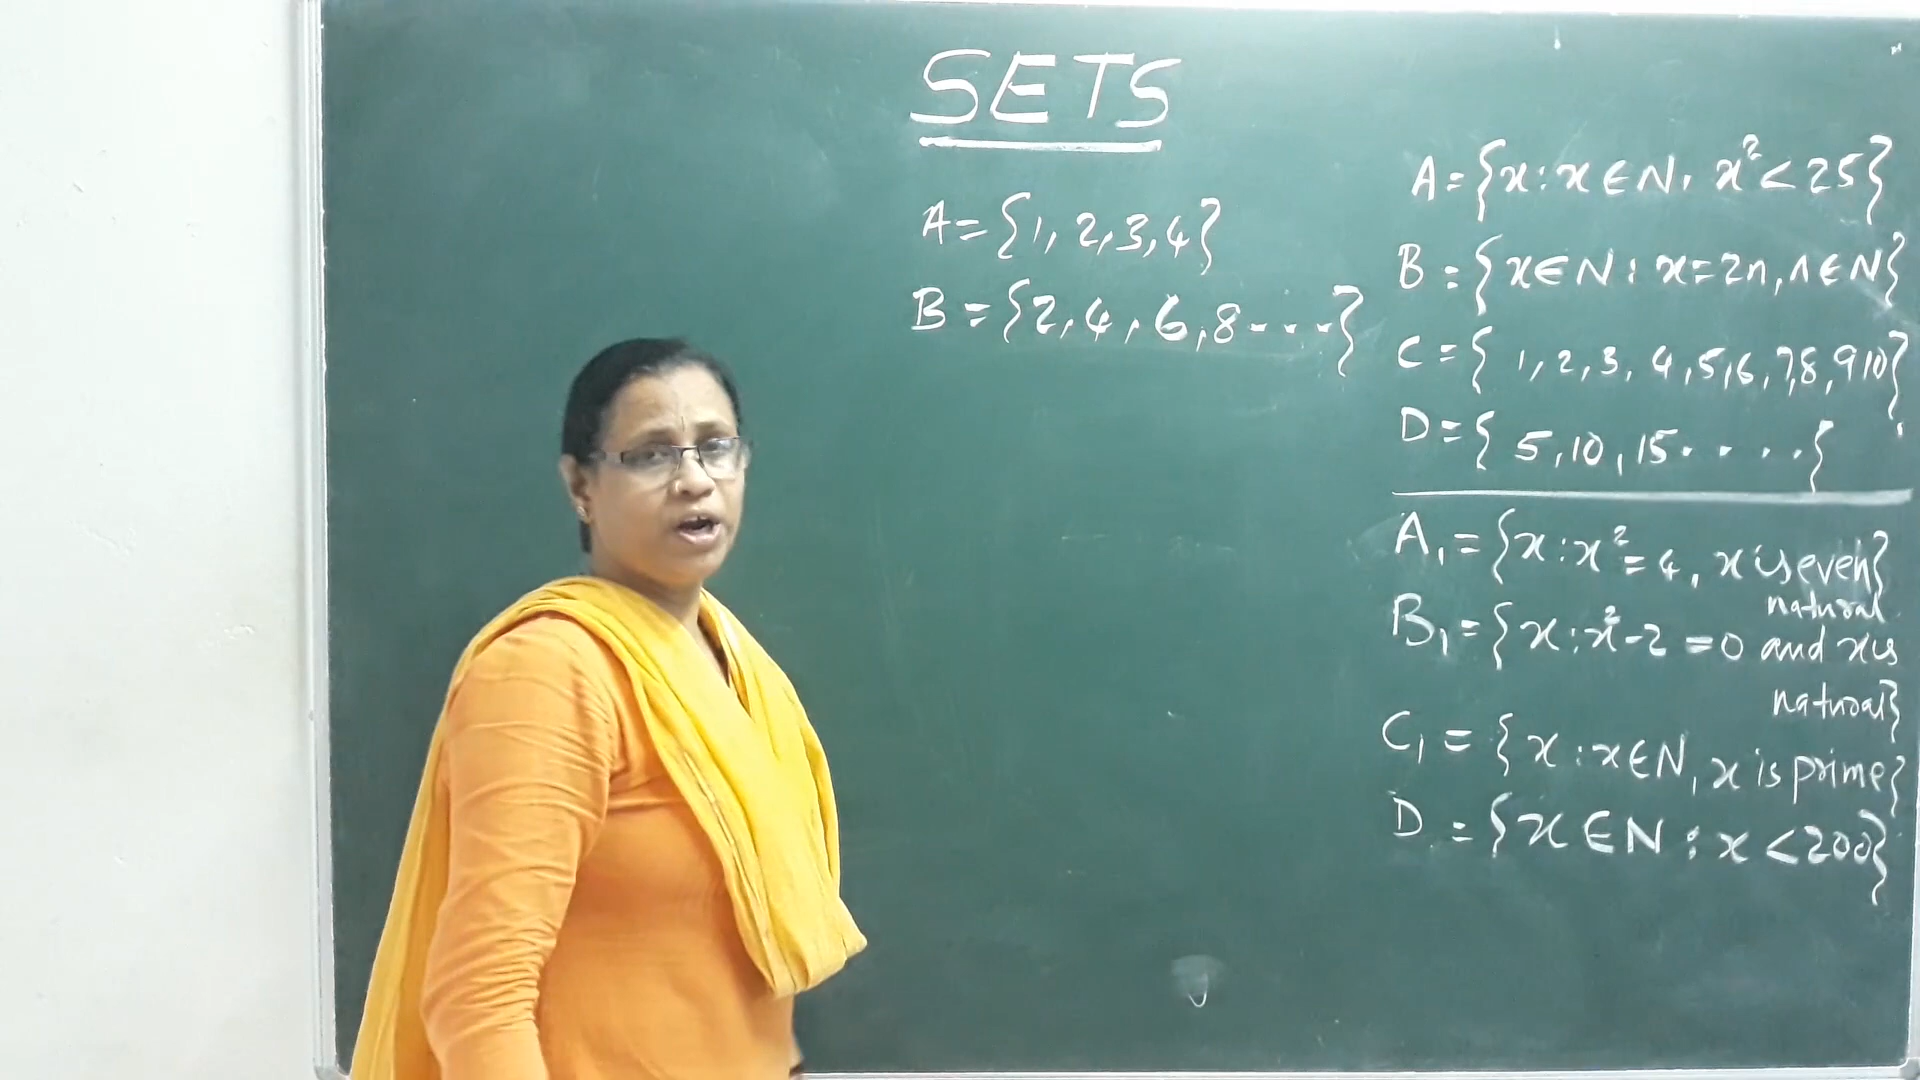 SETS
A = {1, 2, 3, 4}
B = {2, 4, 6, 8 . . . .}
A = {x : x ∈ N, x² < 25}
B = {x ∈ N : x = 2n, n ∈ N}
C = { 1, 2, 3, 4, 5, 6, 7, 8, 9 10}
D = { 5, 10, 15 . . . . . {
A₁ = {x : x² = 4, x is even}
natural
B₁ = {x : x² - 2 = 0 and x is
natural}
C₁ = {x : x ∈ N, x is prime}
D = {x ∈ N : x < 200}